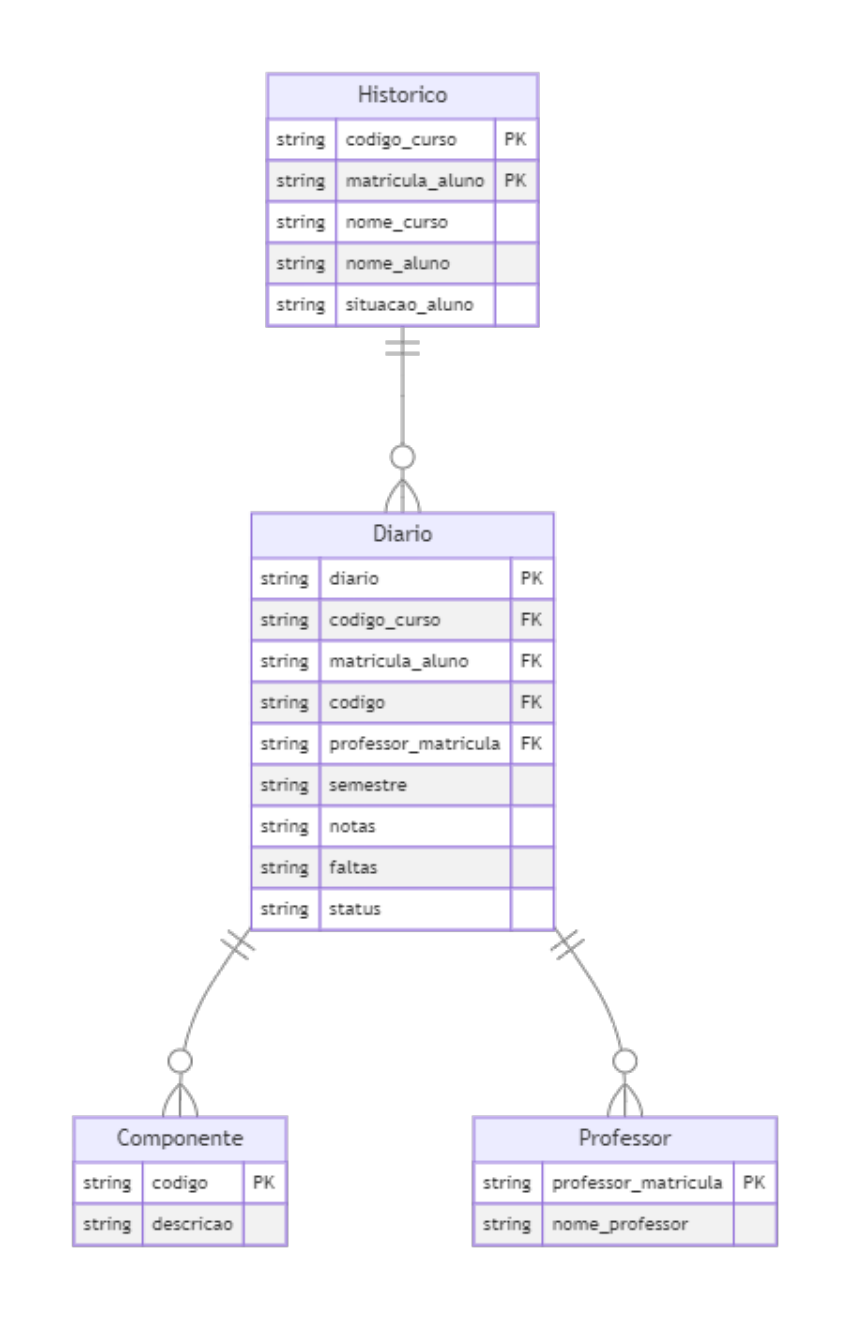 Historico
string codigo_curso PK
string matricula_aluno PK
string nome_curso
string nome_aluno
string situacao_aluno
Diario
string diario PK
string codigo_curso FK
string matricula_aluno FK
string codigo FK
string professor_matricula FK
string semestre
string notas
string faltas
string status
Componente
string codigo PK
string descricao
Professor
string professor_matricula PK
string nome_professor